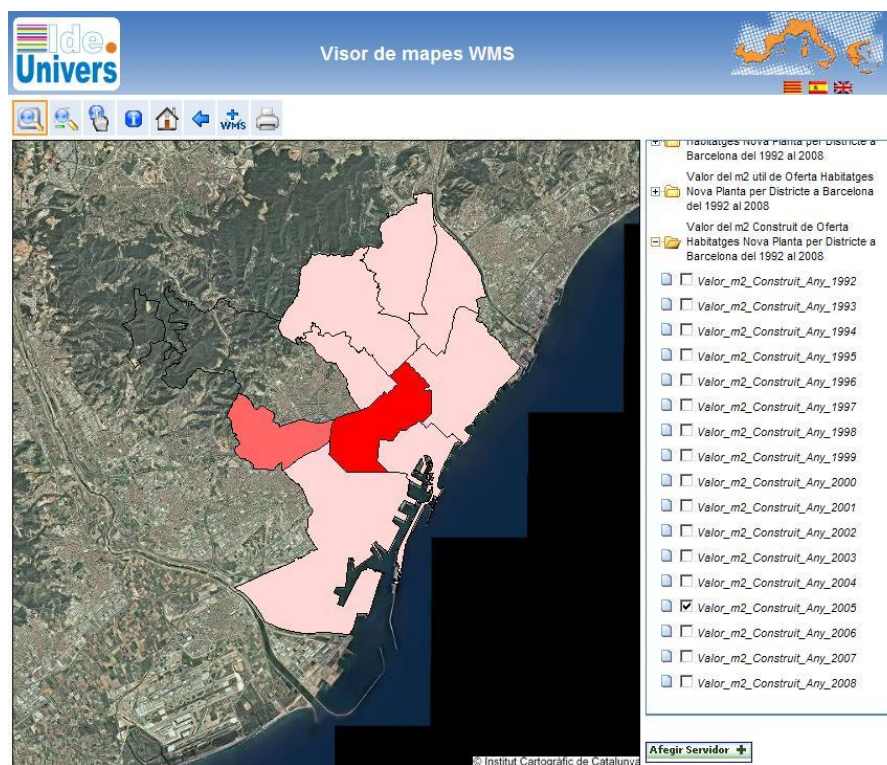 Ide.
Univers
Visor de mapes WMS
WMS
Habitatges Nova Planta per Districte a
Barcelona del 1992 al 2008
Valor del m2 util de Oferta Habitatges
Nova Planta per Districte a Barcelona
del 1992 al 2008
Valor del m2 Construit de Oferta
Habitatges Nova Planta per Districte a
Barcelona del 1992 al 2008
Valor_m2_Construit_Any_1992
Valor_m2_Construit_Any_1993
Valor_m2_Construit_Any_1994
Valor_m2_Construit_Any_1995
Valor_m2_Construit_Any_1996
Valor_m2_Construit_Any_1997
Valor_m2_Construit_Any_1998
Valor_m2_Construit_Any_1999
Valor_m2_Construit_Any_2000
Valor_m2_Construit_Any_2001
Valor_m2_Construit_Any_2002
Valor_m2_Construit_Any_2003
Valor_m2_Construit_Any_2004
Valor_m2_Construit_Any_2005
Valor_m2_Construit_Any_2006
Valor_m2_Construit_Any_2007
Valor_m2_Construit_Any_2008
Afegir Servidor
© Institut Cartogràfic de Catalunya